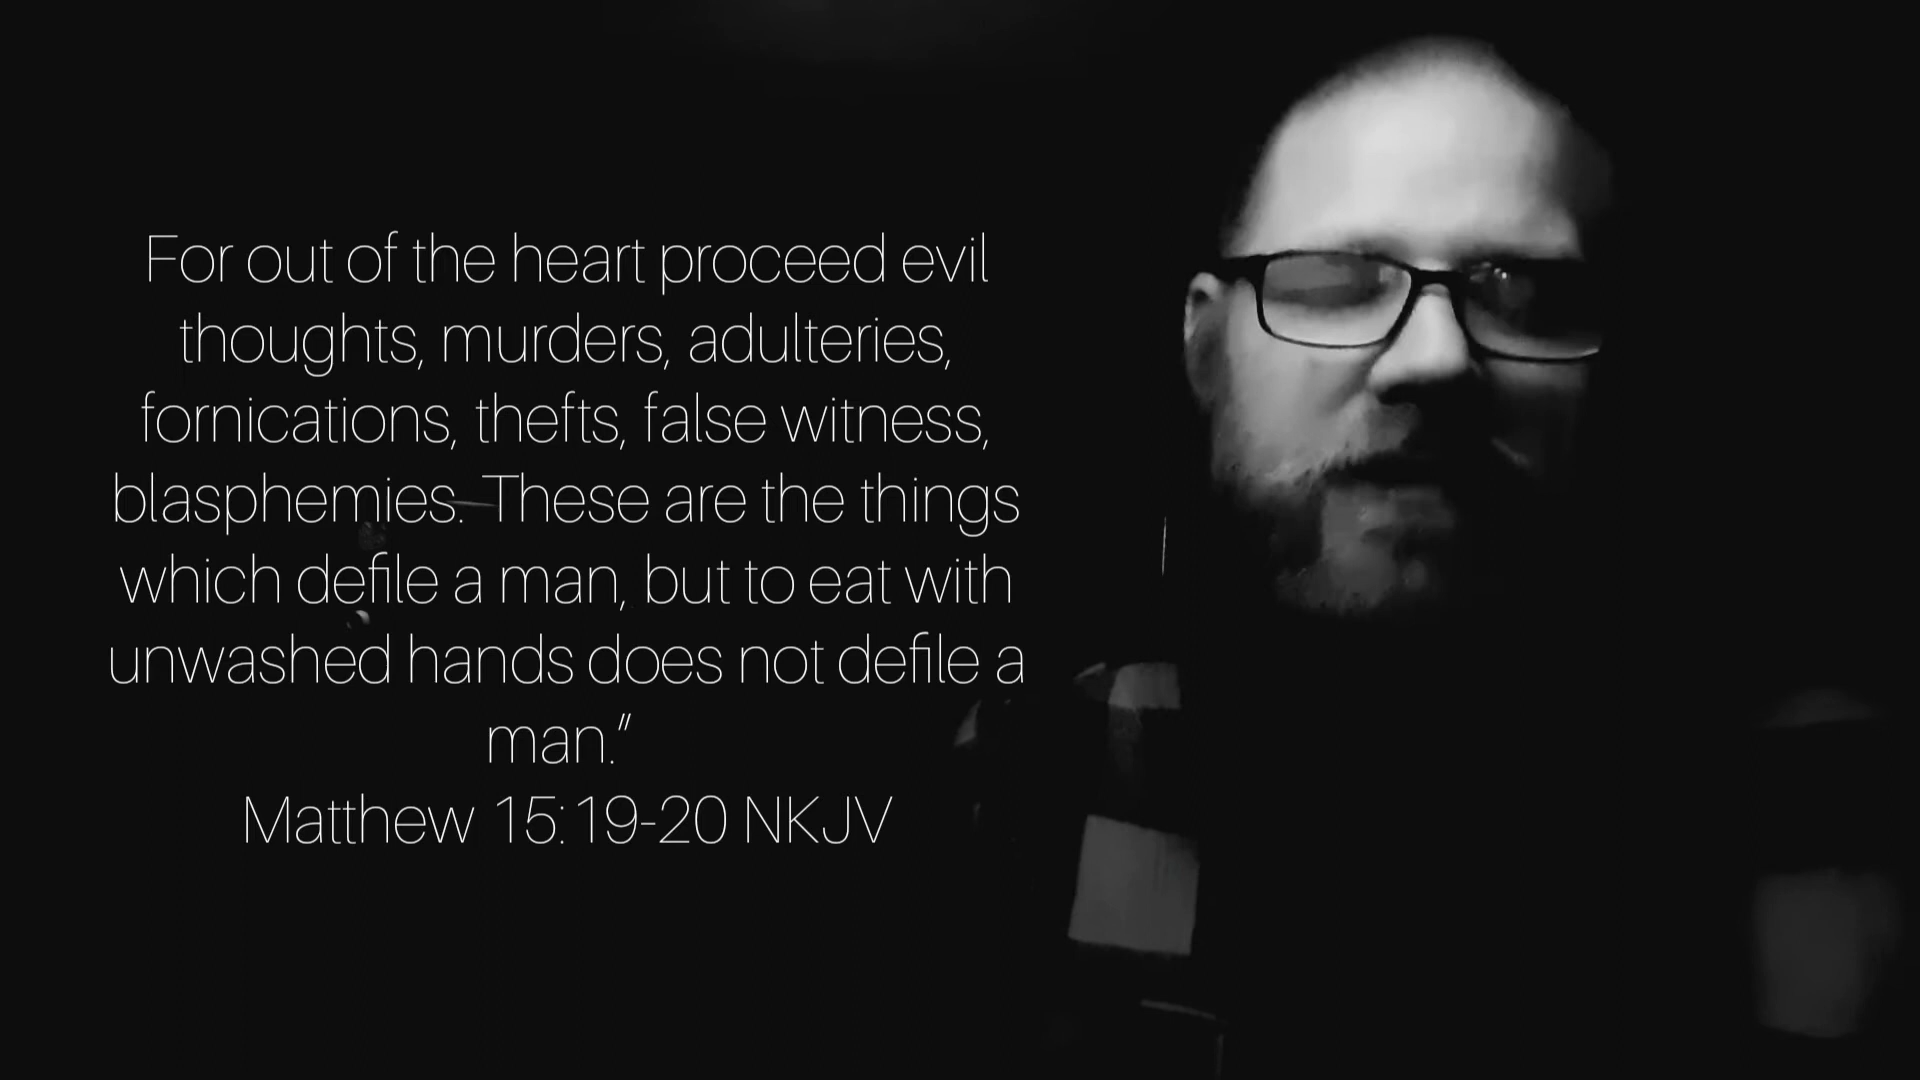 For out of the heart proceed evil
thoughts, murders, adulteries,
fornications, thefts, false witness,
blasphemies. These are the things
which defile a man, but to eat with
unwashed hands does not defile a
man.”
Matthew 15:19-20 NKJV